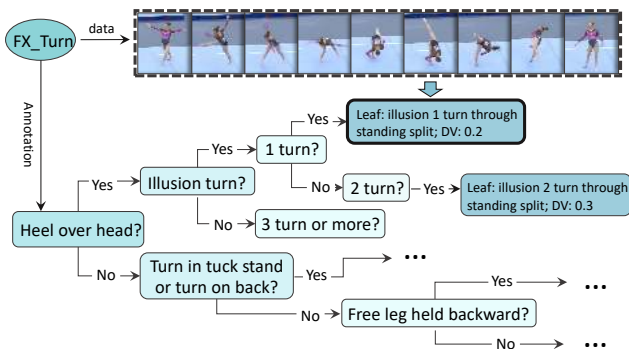 FX_Turn
data
Annotation
Yes
Leaf: illusion 1 turn through
standing split; DV: 0.2
Yes
1 turn?
Yes
Illusion turn?
No
2 turn?
Yes
Leaf: illusion 2 turn through
standing split; DV: 0.3
Heel over head?
No
3 turn or more?
No
Turn in tuck stand
or turn on back?
Yes
...
No
Free leg held backward?
Yes
...
No
...